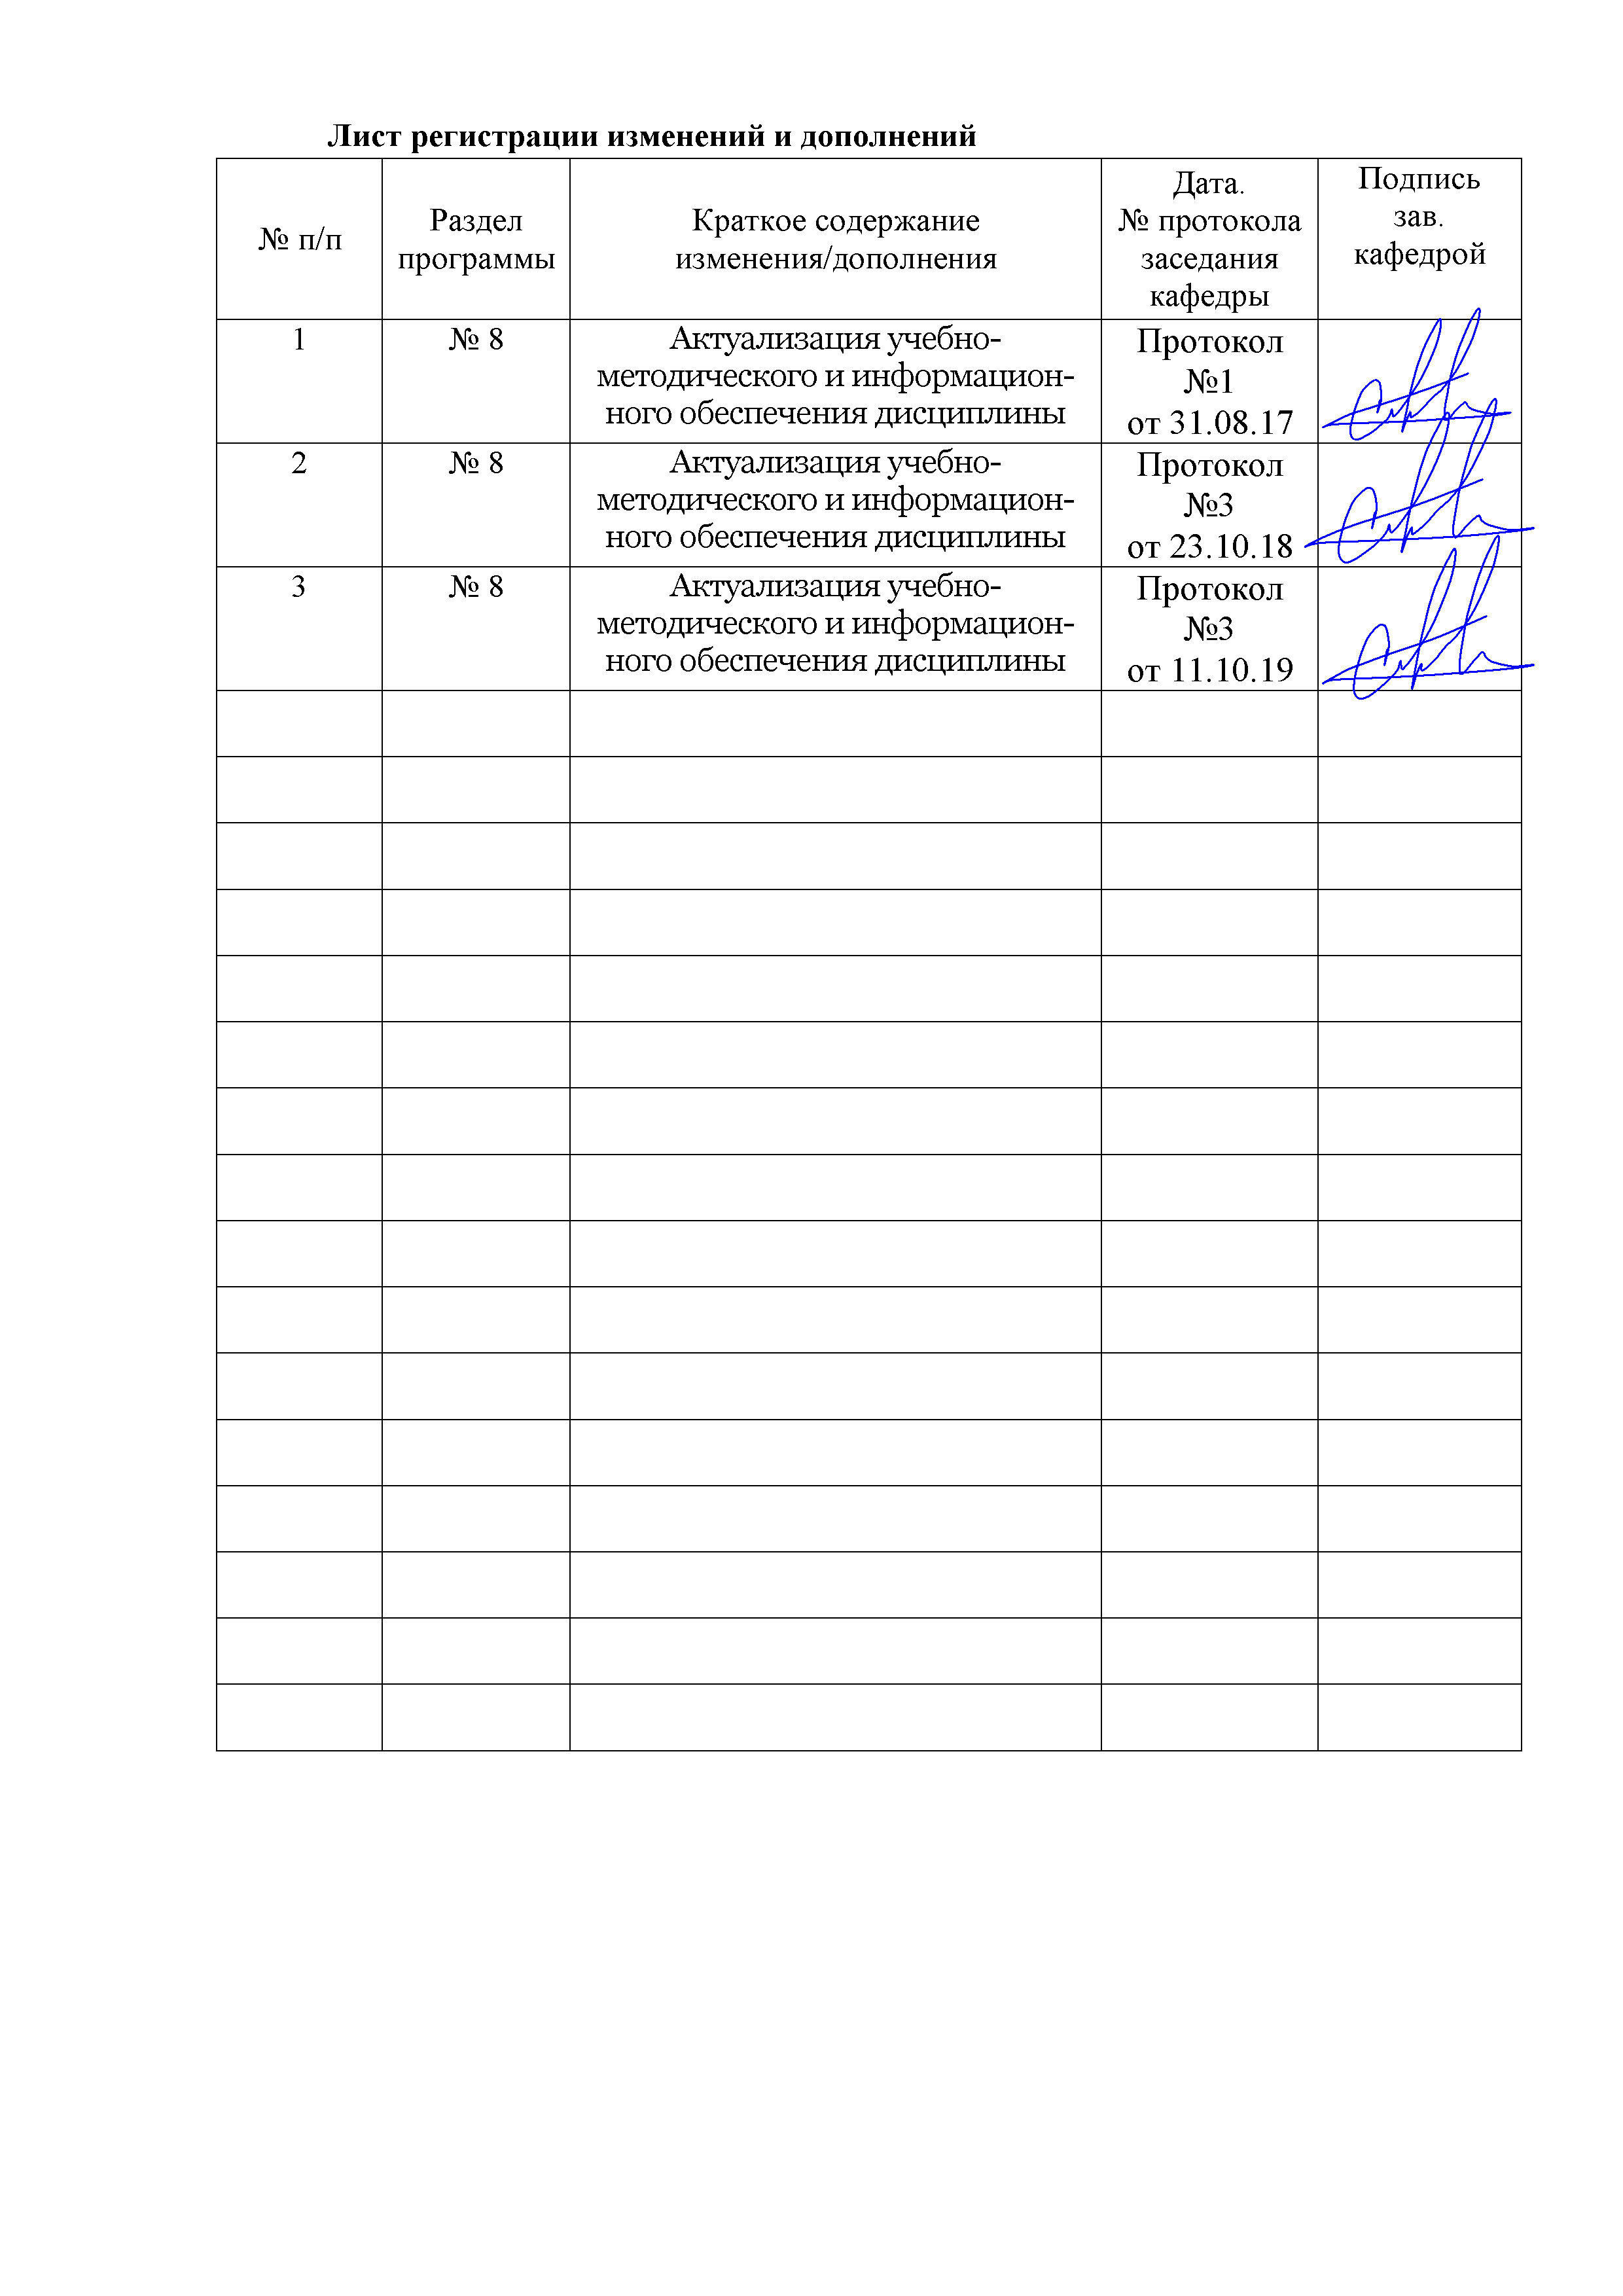 Лист регистрации изменений и дополнений
№ п/п
Раздел
программы
Краткое содержание
изменения/дополнения
Дата.
№ протокола
заседания
кафедры
Подпись
зав.
кафедрой
1
№ 8
Актуализация учебно-
методического и информацион-
ного обеспечения дисциплины
Протокол
№1
от 31.08.17
2
№ 8
Актуализация учебно-
методического и информацион-
ного обеспечения дисциплины
Протокол
№3
от 23.10.18
3
№ 8
Актуализация учебно-
методического и информацион-
ного обеспечения дисциплины
Протокол
№3
от 11.10.19